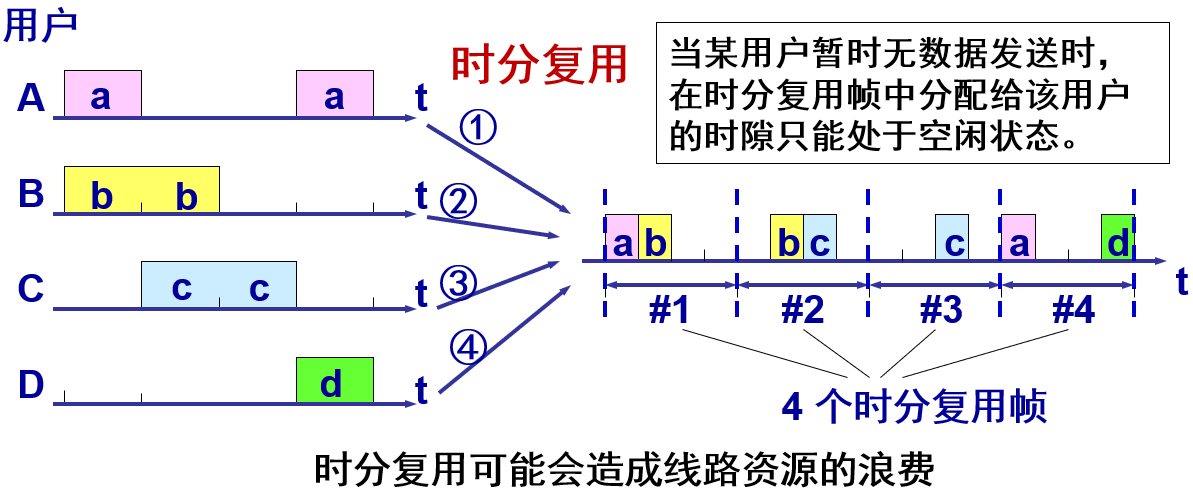 用户
时分复用
当某用户暂时无数据发送时，
在时分复用帧中分配给该用户
的时隙只能处于空闲状态。
A a a t
①
B b b t
②
a b b c c a d t
C c c t
③
#1 #2 #3 #4
④
D d t
4 个时分复用帧
时分复用可能会造成线路资源的浪费